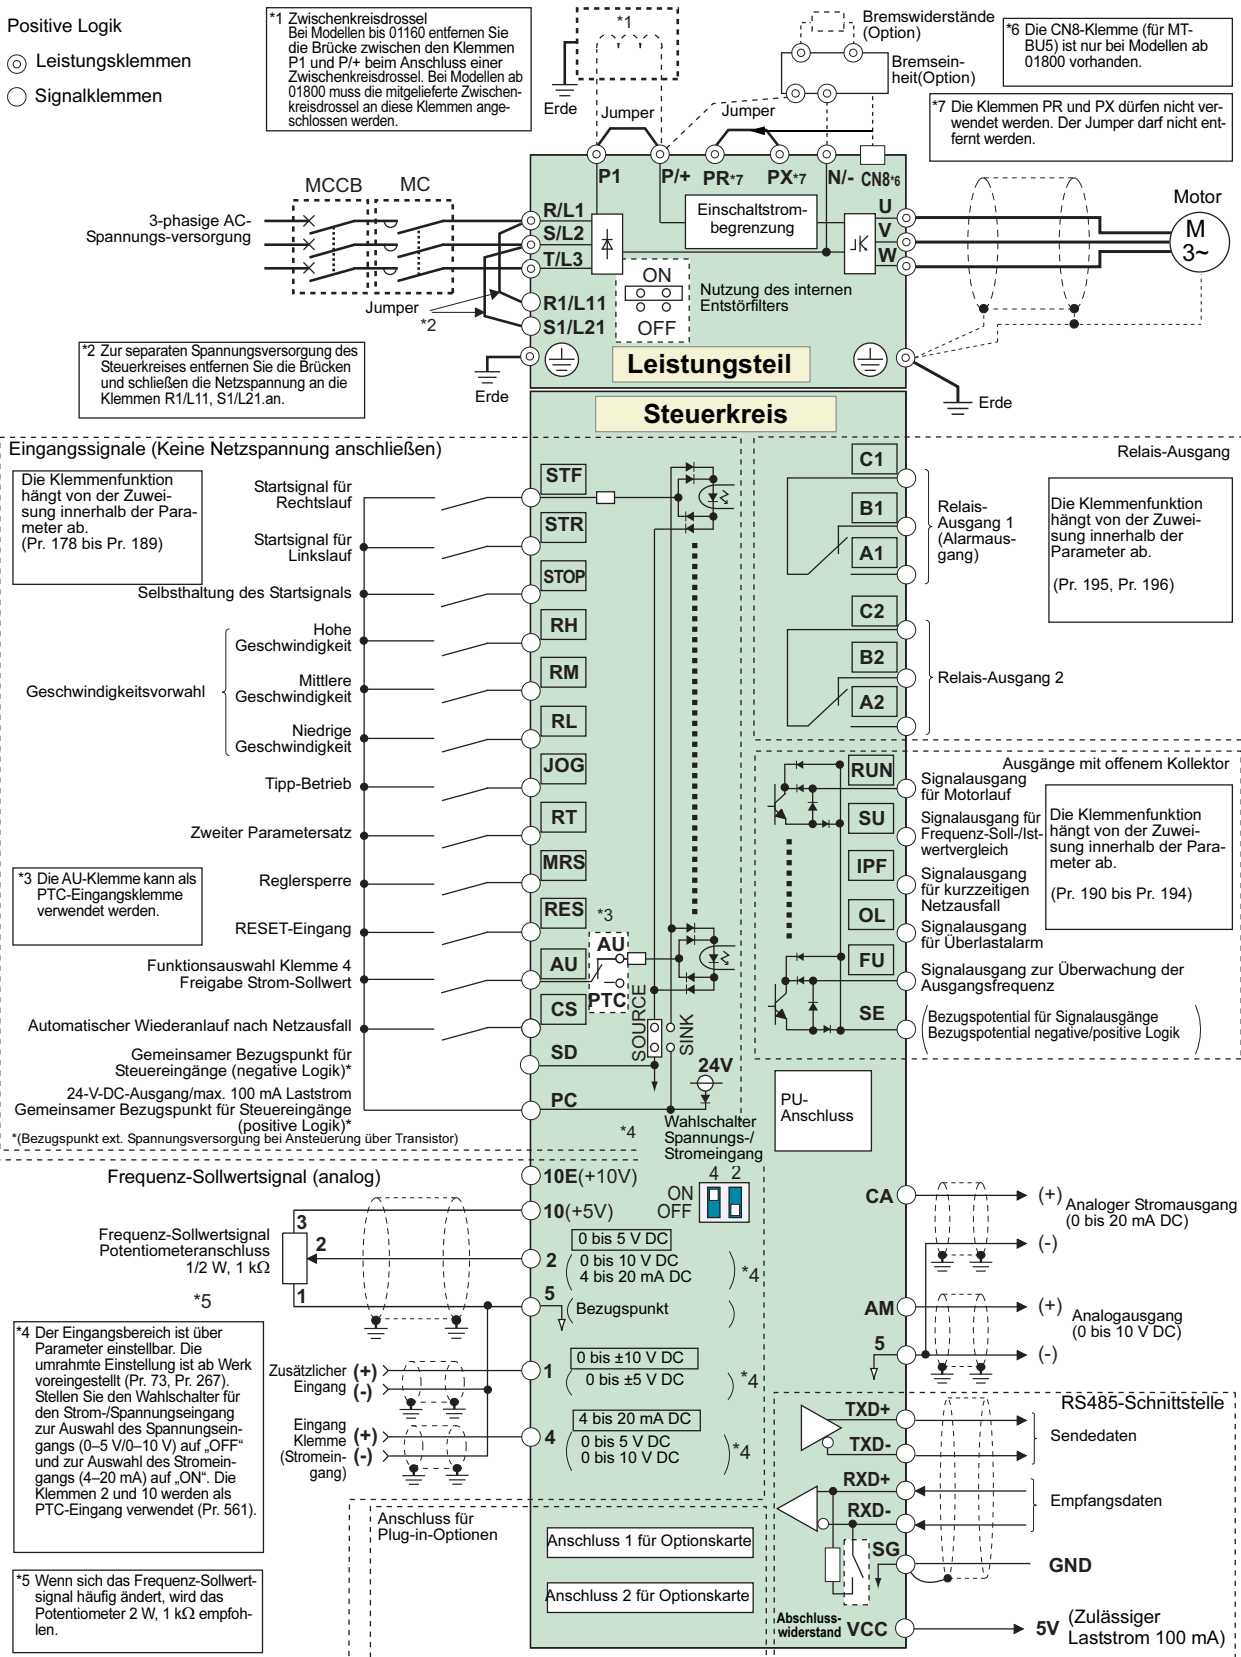 Positive Logik
Leistungsklemmen
Signalklemmen
*1 Zwischenkreisdrossel
Bei Modellen bis 01160 entfernen Sie
die Brücke zwischen den Klemmen
P1 und P/+ beim Anschluss einer
Zwischenkreisdrossel. Bei Modellen ab
01800 muss die mitgelieferte Zwischen-
kreisdrossel an diese Klemmen ange-
schlossen werden.
*1
Erde
Jumper
Jumper
Bremswiderstände
(Option)
Bremsein-
heit(Option)
*6 Die CN8-Klemme (für MT-
BU5) ist nur bei Modellen ab
01800 vorhanden.
*7 Die Klemmen PR und PX dürfen nicht ver-
wendet werden. Der Jumper darf nicht ent-
fernt werden.
P1
P/+
PR*7
PX*7
N/-
CN8*6
MCCB
MC
3-phasige AC-
Spannungs-versorgung
R/L1
S/L2
T/L3
R1/L11
S1/L21
Einschaltstrom-
begrenzung
U
V
W
Motor
M
3~
ON
OFF
Nutzung des internen
Entstörfilters
Jumper
*2
*2 Zur separaten Spannungsversorgung des
Steuerkreises entfernen Sie die Brücken
und schließen die Netzspannung an die
Klemmen R1/L11, S1/L21.an.
Erde
Leistungsteil
Erde
Steuerkreis
Eingangssignale (Keine Netzspannung anschließen)
Die Klemmenfunktion
hängt von der Zuwei-
sung innerhalb der Para-
meter ab.
(Pr. 178 bis Pr. 189)
Startsignal für
Rechtslauf
STF
Startsignal für
Linkslauf
STR
Selbsthaltung des Startsignals
STOP
Geschwindigkeitsvorwahl
Hohe
Geschwindigkeit
RH
Mittlere
Geschwindigkeit
RM
Niedrige
Geschwindigkeit
RL
Tipp-Betrieb
JOG
Zweiter Parametersatz
RT
Reglersperre
MRS
*3 Die AU-Klemme kann als
PTC-Eingangsklemme
verwendet werden.
RESET-Eingang
RES
*3
Funktionsauswahl Klemme 4
Freigabe Strom-Sollwert
AU
AU
PTC
Automatischer Wiederanlauf nach Netzausfall
CS
SOURCE
SINK
Gemeinsamer Bezugspunkt für
Steuereingänge (negative Logik)*
SD
24V
24-V-DC-Ausgang/max. 100 mA Laststrom
Gemeinsamer Bezugspunkt für Steuereingänge
(positive Logik)*
PC
*(Bezugspunkt ext. Spannungsversorgung bei Ansteuerung über Transistor)
Relais-Ausgang
C1
B1
A1
Relais-
Ausgang 1
(Alarmaus-
gang)
Die Klemmenfunktion
hängt von der Zuwei-
sung innerhalb der
Parameter ab.
(Pr. 195, Pr. 196)
C2
B2
A2
Relais-Ausgang 2
Ausgänge mit offenem Kollektor
RUN
Signalausgang
für Motorlauf
SU
Signalausgang für
Frequenz-Soll-/Ist-
wertvergleich
IPF
Signalausgang
für kurzzeitigen
Netzausfall
OL
Signalausgang
für Überlastalarm
FU
Signalausgang zur Überwachung der
Ausgangsfrequenz
SE
Bezugspotential für Signalausgänge
Bezugspotential negative/positive Logik
Die Klemmenfunktion
hängt von der Zuwei-
sung innerhalb der Para-
meter ab.
(Pr. 190 bis Pr. 194)
PU-
Anschluss
*4
Wahlschalter
Spannungs-/
Stromeingang
4 2
ON
OFF
Frequenz-Sollwertsignal (analog)
10E(+10V)
10(+5V)
Frequenz-Sollwertsignal
Potentiometeranschluss
1/2 W, 1 kΩ
*5
3
2
1
2
0 bis 5 V DC
0 bis 10 V DC
4 bis 20 mA DC
*4
5
(Bezugspunkt)
Zusätzlicher
Eingang
(+)
(-)
1
0 bis ±10 V DC
0 bis ±5 V DC
*4
Eingang
Klemme
(Stromein-
gang)
(+)
(-)
4
4 bis 20 mA DC
0 bis 5 V DC
0 bis 10 V DC
*4
*4 Der Eingangsbereich ist über
Parameter einstellbar. Die
umrahmte Einstellung ist ab Werk
voreingestellt (Pr. 73, Pr. 267).
Stellen Sie den Wahlschalter für
den Strom-/Spannungseingang
zur Auswahl des Spannungsein-
gangs (0–5 V/0–10 V) auf „OFF“
und zur Auswahl des Stromein-
gangs (4–20 mA) auf „ON“. Die
Klemmen 2 und 10 werden als
PTC-Eingang verwendet (Pr. 561).
*5 Wenn sich das Frequenz-Sollwert-
signal häufig ändert, wird das
Potentiometer 2 W, 1 kΩ empfoh-
len.
Anschluss für
Plug-in-Optionen
Anschluss 1 für Optionskarte
Anschluss 2 für Optionskarte
CA
(+)
(-)
Analoger Stromausgang
(0 bis 20 mA DC)
AM
5
(+)
(-)
Analogausgang
(0 bis 10 V DC)
RS485-Schnittstelle
TXD+
TXD-
Sendedaten
RXD+
RXD-
Empfangsdaten
SG
GND
Abschluss-
widerstand
VCC
5V
(Zulässiger
Laststrom 100 mA)